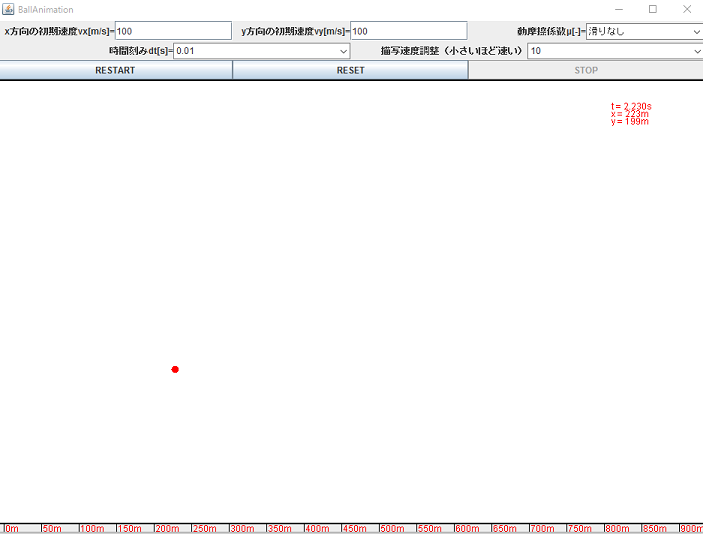 BallAnimation
x方向の初期速度vx[m/s]= 100 y方向の初期速度vy[m/s]= 100 動摩擦係数μ[-]= 滑りなし
時間刻みdt[s]= 0.01 描写速度調整（小さいほど速い） 10
RESTART RESET STOP
t = 2.230s
x = 223m
y = 199m
0m 50m 100m 150m 200m 250m 300m 350m 400m 450m 500m 550m 600m 650m 700m 750m 800m 850m 900m